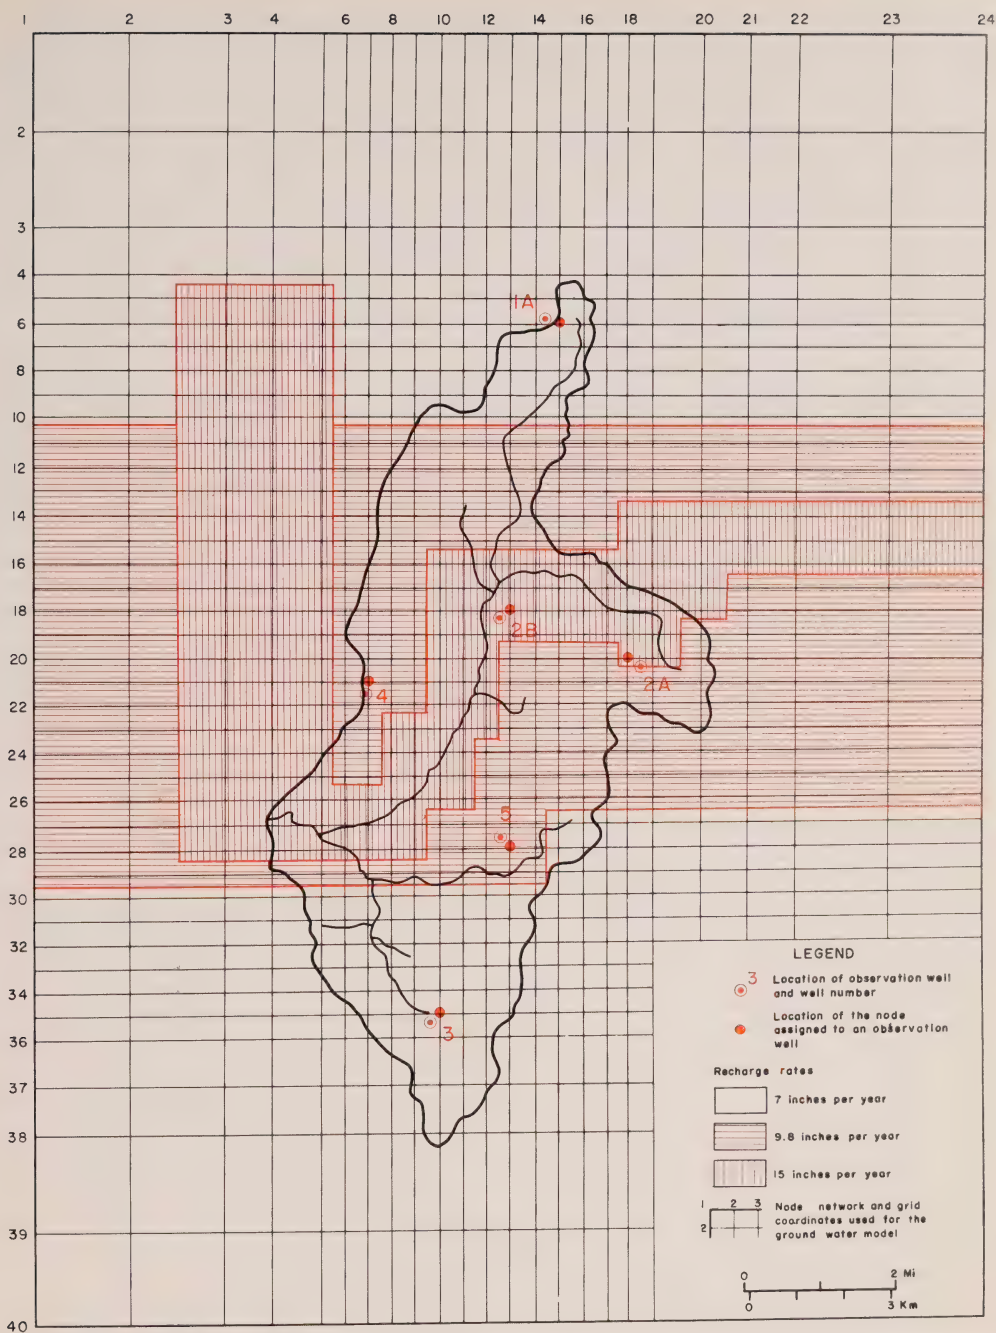 1 2 3 4 6 8 10 12 14 16 18 20 21 22 23 24
2
3
4
6
8
10
12
14
16
18
20
22
24
26
28
30
32
34
36
37
38
39
40
1A
2B
2A
4
5
3
LEGEND
3 Location of observation well
and well number
Location of the node
assigned to an observation
well
Recharge rates
7 inches per year
9.8 inches per year
15 inches per year
1 2 3
2
Node network and grid
coordinates used for the
ground water model
0 2 Mi
0 3 Km